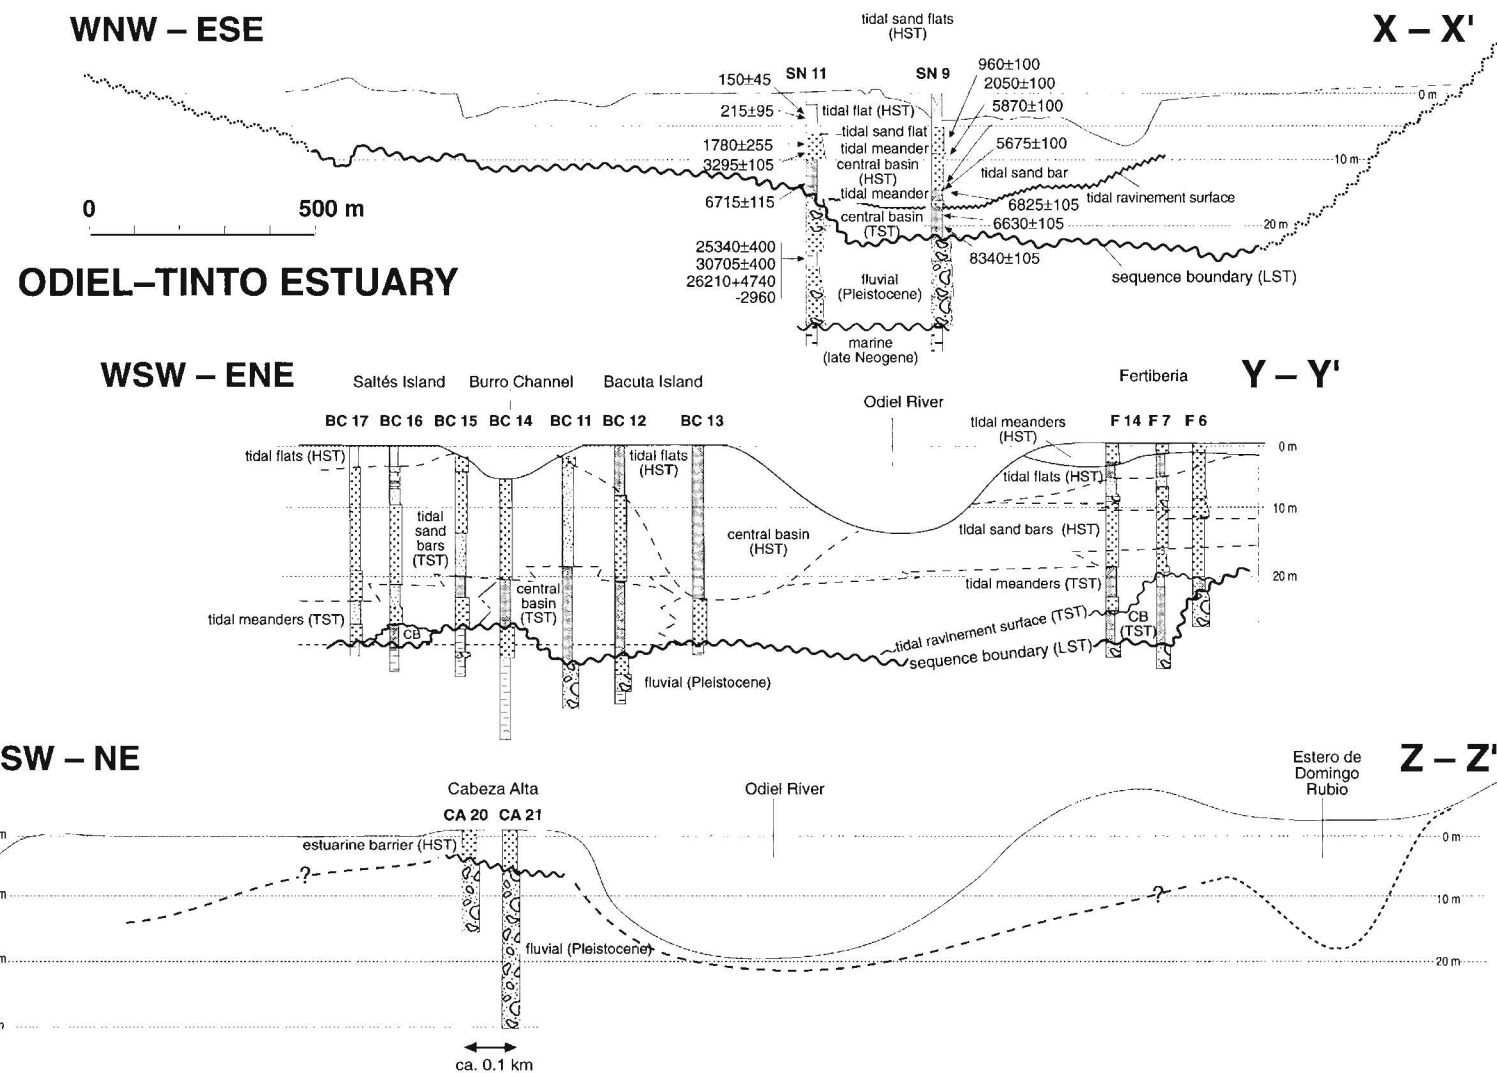 WNW – ESE
tidal sand flats
(HST)
X – X'
SN 11
SN 9
150±45
215±95
1780±255
3295±105
6715±115
25340±400
30705±400
26210+4740
-2960
960±100
2050±100
5870±100
5675±100
6825±105
6630±105
8340±105
tidal flat (HST)
tidal sand flat
tidal meander
central basin
(HST)
tidal meander
central basin
(TST)
fluvial
(Pleistocene)
marine
(late Neogene)
tidal sand bar
tidal ravinement surface
sequence boundary (LST)
0 m
10 m
20 m
0
500 m
ODIEL–TINTO ESTUARY
WSW – ENE
Y – Y'
Saltés Island
Burro Channel
Bacuta Island
Odiel River
Fertiberia
BC 17
BC 16
BC 15
BC 14
BC 11
BC 12
BC 13
F 14
F 7
F 6
tidal flats (HST)
tidal
sand
bars
(TST)
tidal meanders (TST)
CB
central
basin
(TST)
tidal flats
(HST)
central basin
(HST)
fluvial (Pleistocene)
tidal meanders
(HST)
tidal flats (HST)
tidal sand bars (HST)
tidal meanders (TST)
tidal ravinement surface (TST)
CB
(TST)
sequence boundary (LST)
0 m
10 m
20 m
SW – NE
Z – Z'
Cabeza Alta
CA 20
CA 21
Odiel River
Estero de
Domingo
Rubio
m
m
m
estuarine barrier (HST)
?
?
fluvial (Pleistocene)
0 m
10 m
20 m
ca. 0.1 km